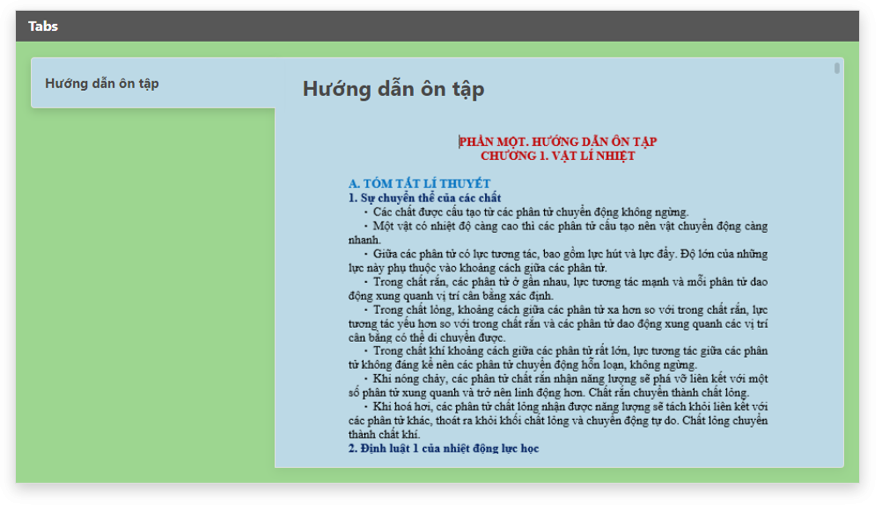 Tabs
Hướng dẫn ôn tập
Hướng dẫn ôn tập
PHẦN MỘT. HƯỚNG DẪN ÔN TẬP
CHƯƠNG 1. VẬT LÍ NHIỆT
A. TÓM TẮT LÍ THUYẾT
1. Sự chuyển thể của các chất
• Các chất được cấu tạo từ các phân tử chuyển động không ngừng.
• Một vật có nhiệt độ càng cao thì các phân tử cấu tạo nên vật chuyển động càng
nhanh.
• Giữa các phân tử có lực tương tác, bao gồm lực hút và lực đẩy. Độ lớn của những
lực này phụ thuộc vào khoảng cách giữa các phân tử.
• Trong chất rắn, các phân tử ở gần nhau, lực tương tác mạnh và mỗi phân tử dao
động xung quanh vị trí cân bằng xác định.
• Trong chất lỏng, khoảng cách giữa các phân tử xa hơn so với trong chất rắn, lực
tương tác yếu hơn so với trong chất rắn và các phân tử dao động xung quanh các vị trí
cân bằng có thể di chuyển được.
• Trong chất khí khoảng cách giữa các phân tử rất lớn, lực tương tác giữa các phân
tử không đáng kể nên các phân tử chuyển động hỗn loạn, không ngừng.
• Khi nóng chảy, các phân tử chất rắn nhận năng lượng sẽ phá vỡ liên kết với một
số phân tử xung quanh và trở nên linh động hơn. Chất rắn chuyển thành chất lỏng.
• Khi hoá hơi, các phân tử chất lỏng nhận được năng lượng sẽ tách khỏi liên kết với
các phân tử khác, thoát ra khỏi khối chất lỏng và chuyển động tự do. Chất lỏng chuyển
thành chất khí.
2. Định luật 1 của nhiệt động lực học